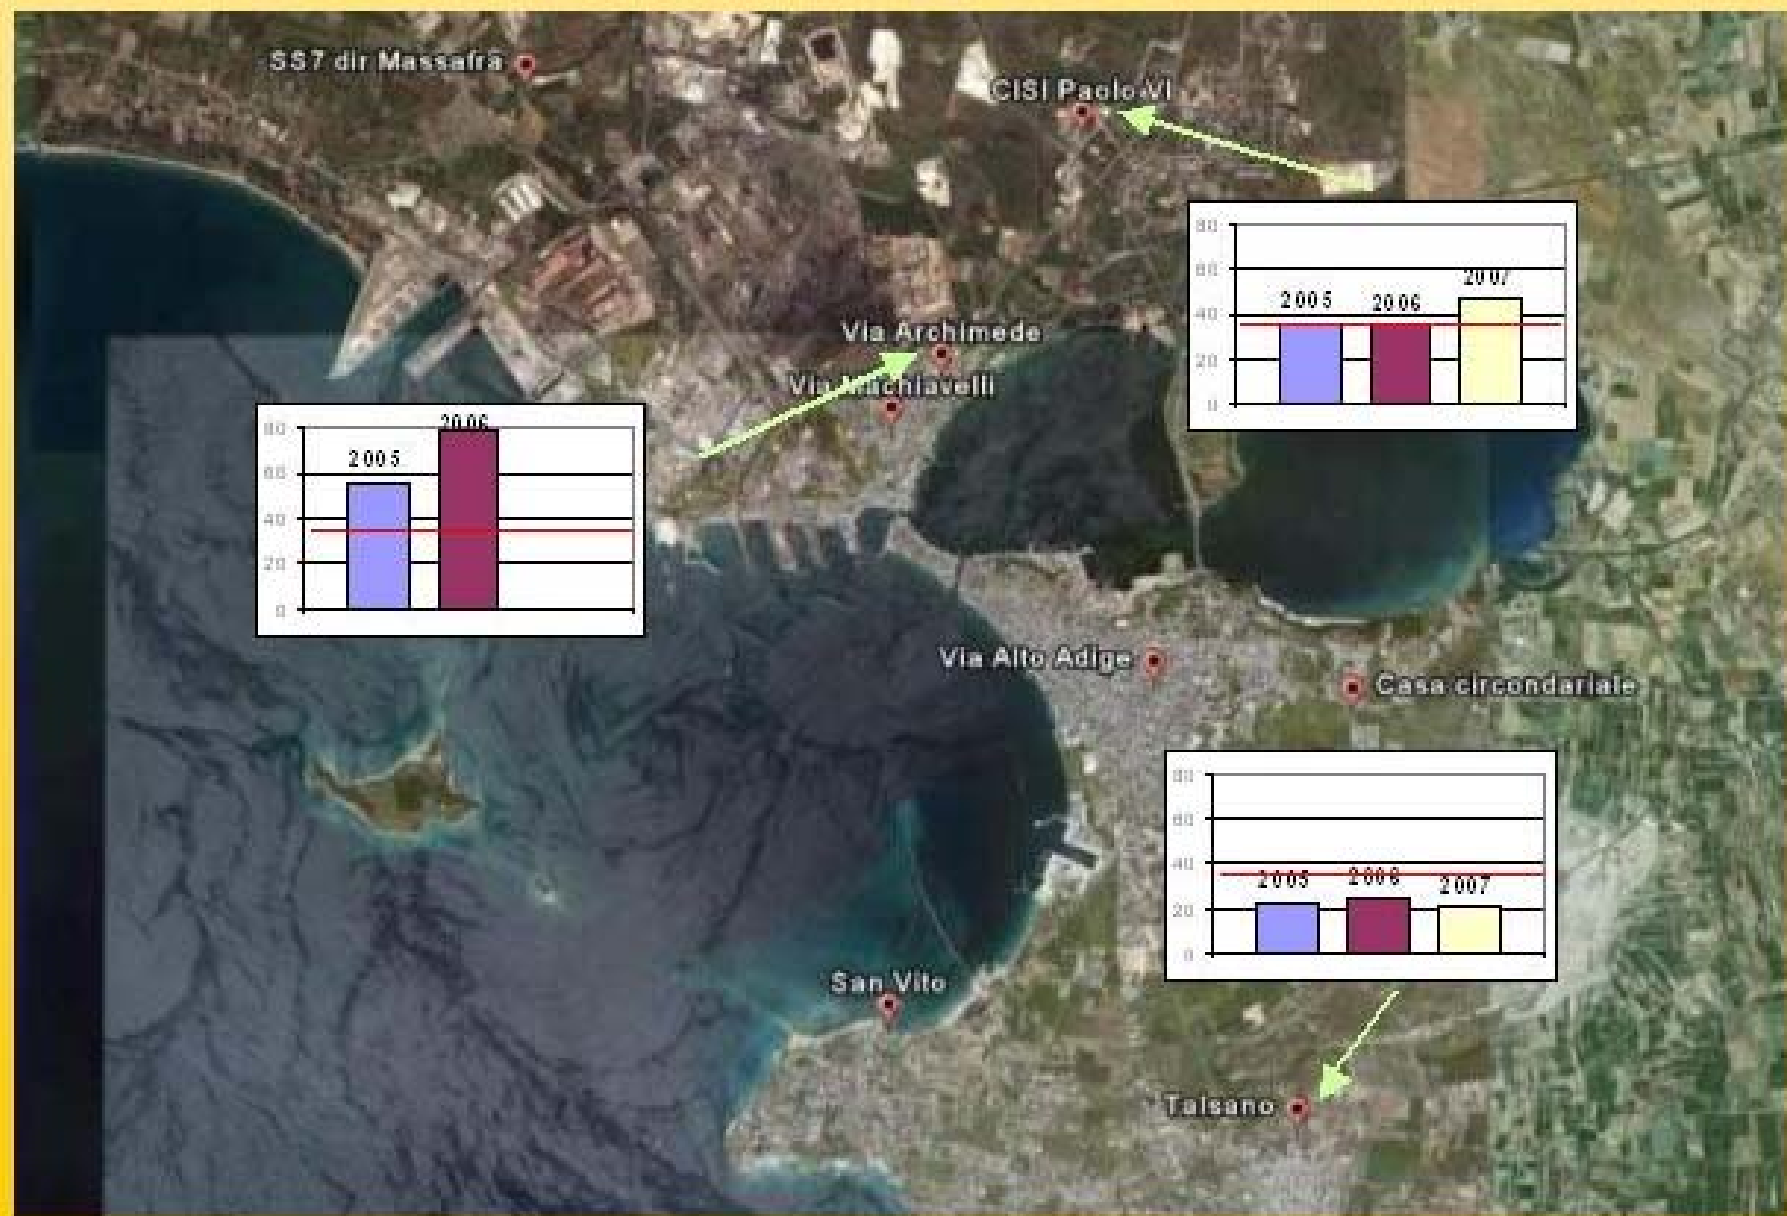 SS7 dir Massafra
CISI Paolo VI
80
60
40
20
0
2005
2006
2007
Via Archimede
Via Machiavelli
80
60
40
20
0
2005
2006
Via Alto Adige
Casa circondariale
80
60
40
20
0
2005
2006
2007
San Vito
Talsano